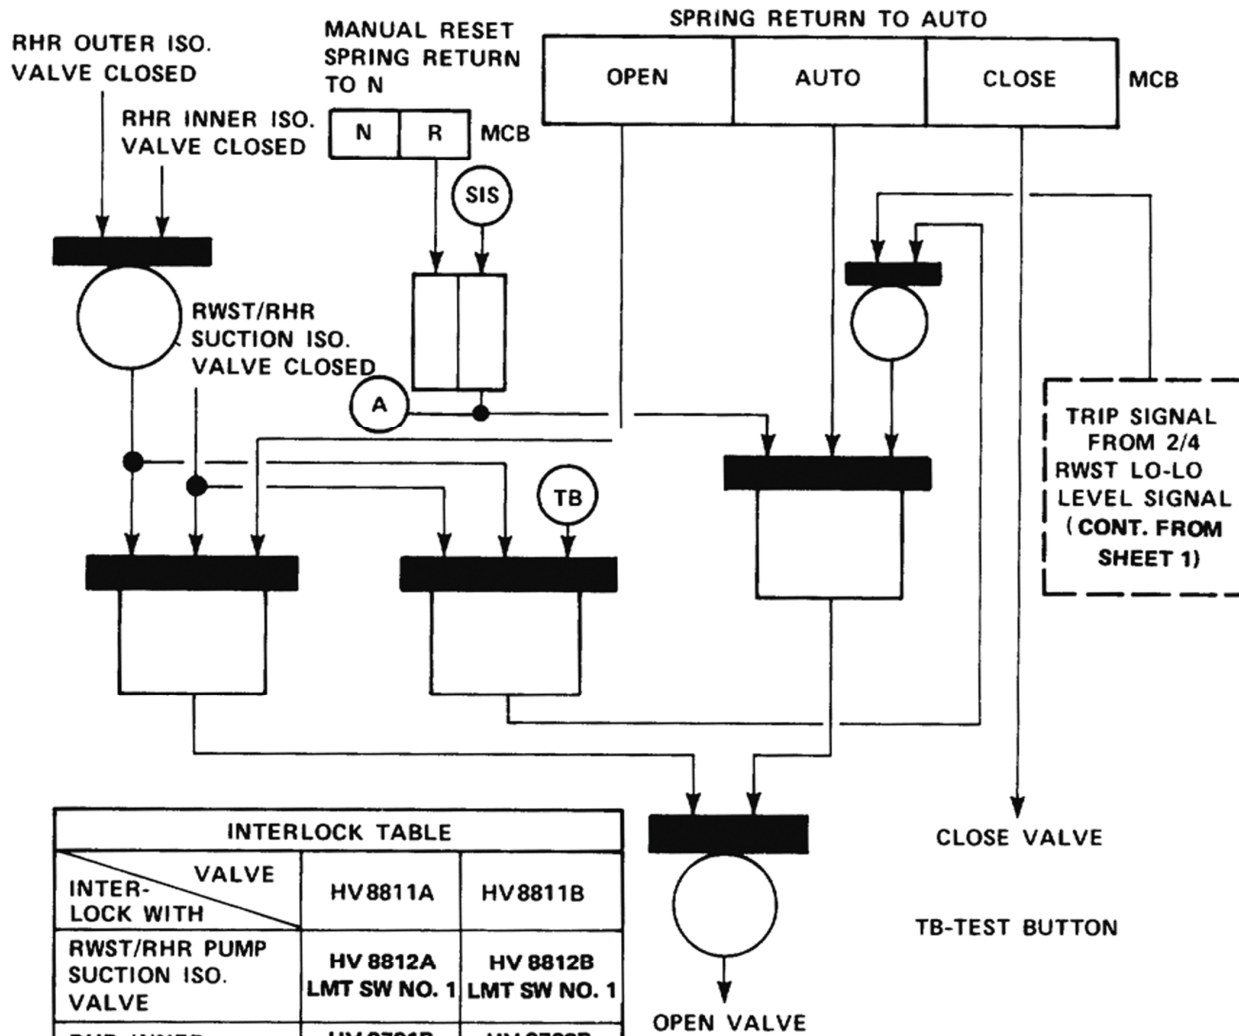 SPRING RETURN TO AUTO
MANUAL RESET
SPRING RETURN
TO N
RHR OUTER ISO.
VALVE CLOSED
OPEN
AUTO
CLOSE
MCB
RHR INNER ISO.
VALVE CLOSED
N
R
MCB
SIS
RWST/RHR
SUCTION ISO.
VALVE CLOSED
A
TRIP SIGNAL
FROM 2/4
RWST LO-LO
LEVEL SIGNAL
(CONT. FROM
SHEET 1)
TB
INTERLOCK TABLE
VALVE
INTER-
LOCK WITH
HV8811A
HV8811B
RWST/RHR PUMP
SUCTION ISO.
VALVE
HV 8812A
LMT SW NO. 1
HV 8812B
LMT SW NO. 1
CLOSE VALVE
TB-TEST BUTTON
OPEN VALVE